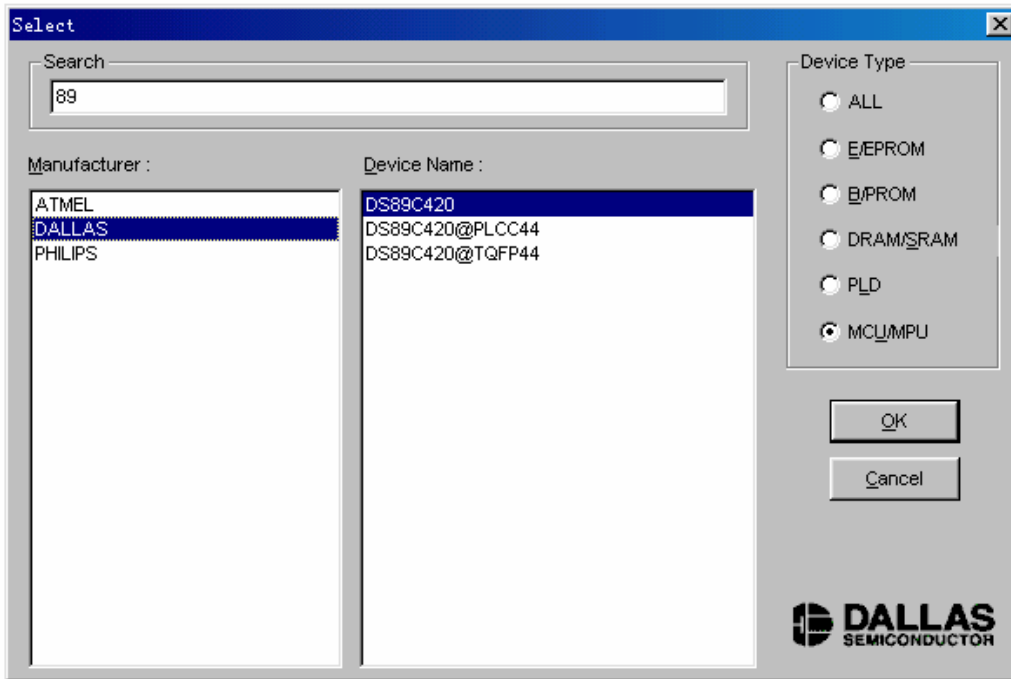 Select
Search
89
Manufacturer :
ATMEL
DALLAS
PHILIPS
Device Name :
DS89C420
DS89C420@PLCC44
DS89C420@TQFP44
Device Type
ALL
E/EPROM
B/PROM
DRAM/SRAM
PLD
MCU/MPU
OK
Cancel
DALLAS
SEMICONDUCTOR